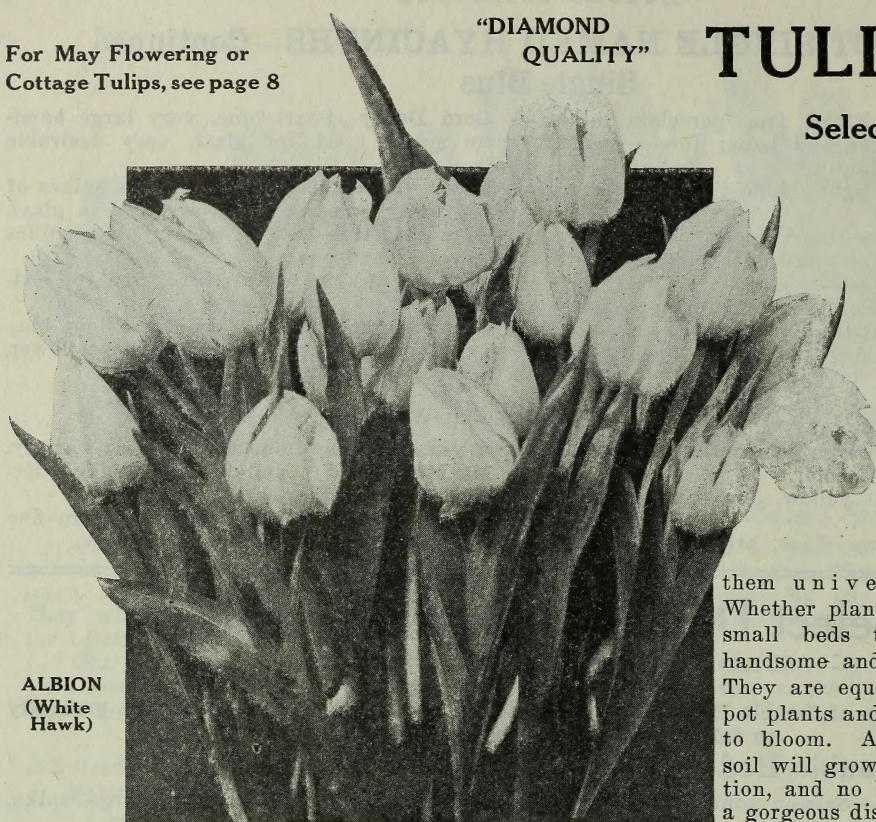 For May Flowering or
Cottage Tulips, see page 8
"DIAMOND
QUALITY"
TULI
Selec
ALBION
(White
Hawk)
them unive
Whether plan
small beds
handsome and
They are equ
pot plants and
to bloom. A
soil will grow
tion, and no
a gorgeous dis